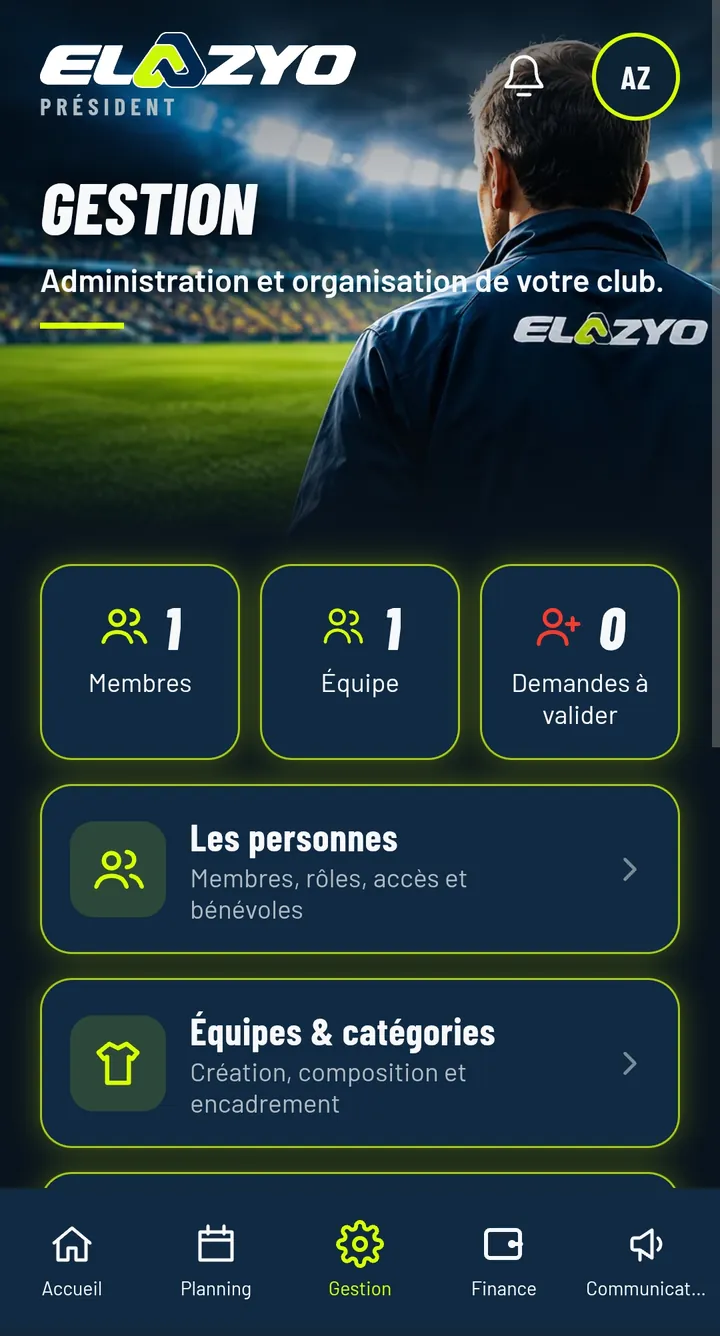 ELAZYO
PRÉSIDENT
AZ
GESTION
Administration et organisation de votre club.
ELAZYO
1
Membres
1
Équipe
0
Demandes à
valider
Les personnes
Membres, rôles, accès et
bénévoles
Équipes & catégories
Création, composition et
encadrement
Accueil
Planning
Gestion
Finance
Communicat...